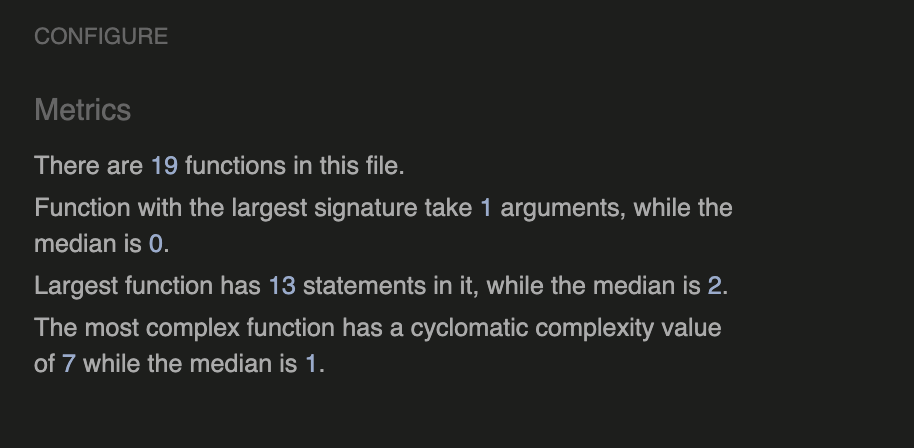 CONFIGURE
Metrics
There are 19 functions in this file.
Function with the largest signature take 1 arguments, while the
median is 0.
Largest function has 13 statements in it, while the median is 2.
The most complex function has a cyclomatic complexity value
of 7 while the median is 1.